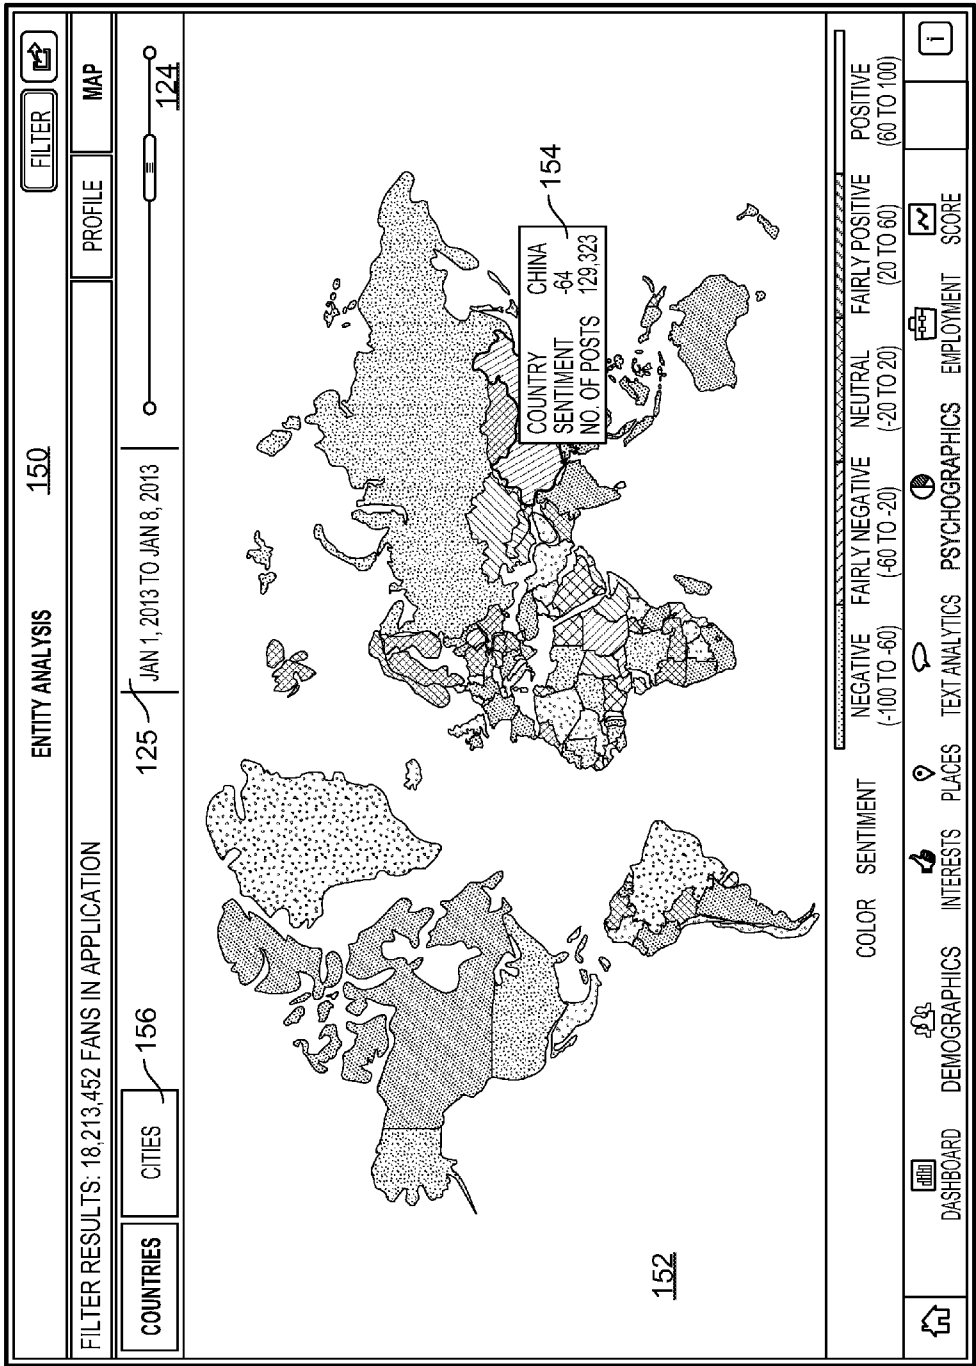 ENTITY ANALYSIS
150
FILTER
FILTER RESULTS: 18,213,452 FANS IN APPLICATION
PROFILE
MAP
COUNTRIES
CITIES
156
125
JAN 1, 2013 TO JAN 8, 2013
124
154
COUNTRY CHINA
SENTIMENT -64
NO. OF POSTS 129,323
152
COLOR SENTIMENT
NEGATIVE FAIRLY NEGATIVE NEUTRAL FAIRLY POSITIVE POSITIVE
(-100 TO -60) (-60 TO -20) (-20 TO 20) (20 TO 60) (60 TO 100)
DASHBOARD DEMOGRAPHICS INTERESTS PLACES TEXT ANALYTICS PSYCHOGRAPHICS EMPLOYMENT SCORE
i